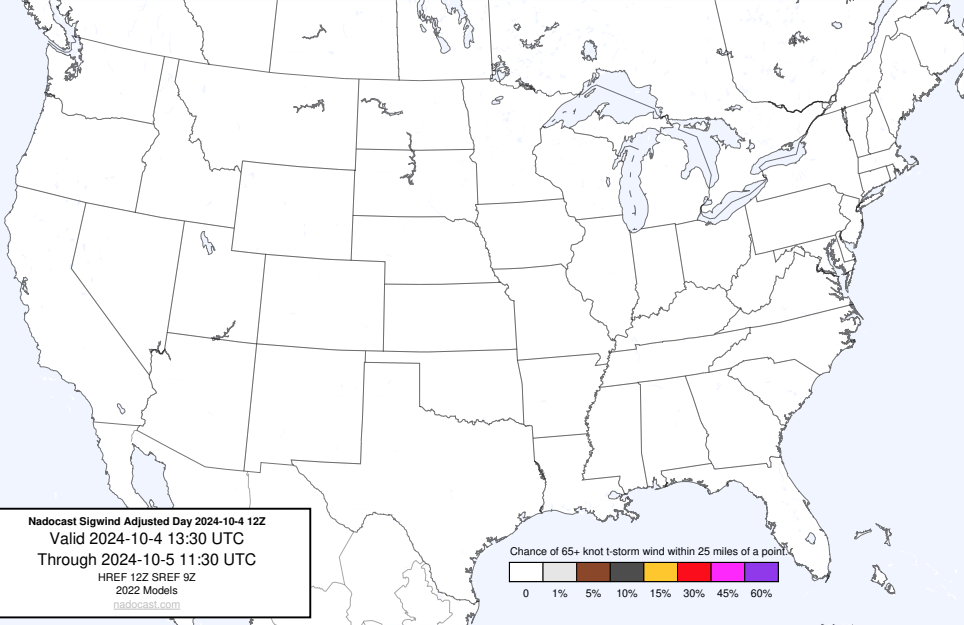 Nadocast Sigwind Adjusted Day 2024-10-4 12Z
Valid 2024-10-4 13:30 UTC
Through 2024-10-5 11:30 UTC
HREF 12Z SREF 9Z
2022 Models
nadocast.com
Chance of 65+ knot t-storm wind within 25 miles of a point.
0 1% 5% 10% 15% 30% 45% 60%